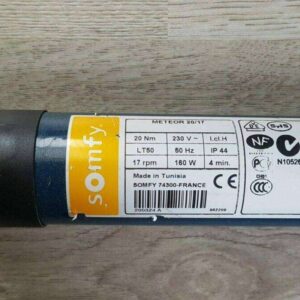 somfy.
METEOR 20/17
20 Nm 230 V ~ I.cl.H
LT50 50 Hz IP 44
17 rpm 160 W 4 min.
Made in Tunisia
SOMFY 74300-FRANCE
NF
N10526
CE